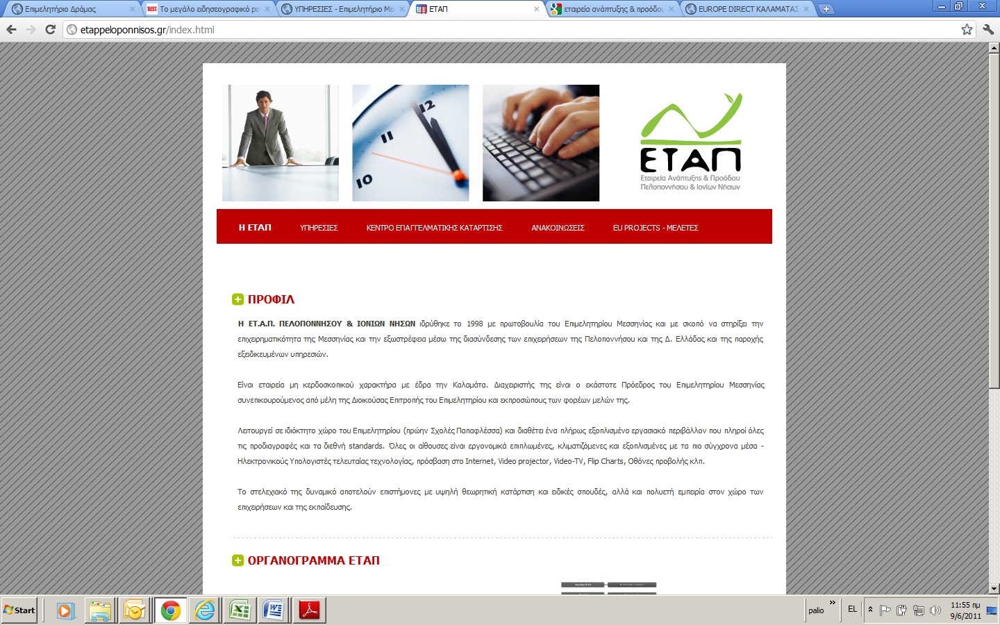 Επιμελητήριο Δράμας
BEST Το μεγάλο ειδησεογραφικό po
ΥΠΗΡΕΣΙΕΣ - Επιμελητήριο Με
ΕΤΑΠ
εταιρεία ανάπτυξης & προόδου
EUROPE DIRECT ΚΑΛΑΜΑΤΑΣ
etappeloponnisos.gr/index.html
12
11
10
ΕΤΑΠ
Εταιρεία Ανάπτυξης & Προόδου
Πελοποννήσου & Ιονίων Νήσων
Η ΕΤΑΠ ΥΠΗΡΕΣΙΕΣ ΚΕΝΤΡΟ ΕΠΑΓΓΕΛΜΑΤΙΚΗΣ ΚΑΤΑΡΤΙΣΗΣ ΑΝΑΚΟΙΝΩΣΕΙΣ EU PROJECTS - ΜΕΛΕΤΕΣ
ΠΡΟΦΙΛ
Η ΕΤ.Α.Π. ΠΕΛΟΠΟΝΝΗΣΟΥ & ΙΟΝΙΩΝ ΝΗΣΩΝ ιδρύθηκε το 1998 με πρωτοβουλία του Επιμελητηρίου Μεσσηνίας και με σκοπό να στηρίξει την
επιχειρηματικότητα της Μεσσηνίας και την εξωστρέφεια μέσω της διασύνδεσης των επιχειρήσεων της Πελοποννήσου και της Δ. Ελλάδας και της παροχής
εξειδικευμένων υπηρεσιών.
Είναι εταιρεία μη κερδοσκοπικού χαρακτήρα με έδρα την Καλαμάτα. Διαχειριστής της είναι ο εκάστοτε Πρόεδρος του Επιμελητηρίου Μεσσηνίας
συνεπικουρούμενος από μέλη της Διοικούσας Επιτροπής του Επιμελητηρίου και εκπροσώπους των φορέων μελών της.
Λειτουργεί σε ιδιόκτητο χώρο του Επιμελητηρίου (πρώην Σχολές Παπαφλέσσα) και διαθέτει ένα πλήρως εξοπλισμένο εργασιακό περιβάλλον που πληροί όλες
τις προδιαγραφές και τα διεθνή standards. Όλες οι αίθουσες είναι εργονομικά επιπλωμένες, κλιματιζόμενες και εξοπλισμένες με τα πιο σύγχρονα μέσα -
Ηλεκτρονικούς Υπολογιστές τελευταίας τεχνολογίας, πρόσβαση στο Internet, Video projector, Video-TV, Flip Charts, Οθόνες προβολής κλπ.
Το στελεχιακό της δυναμικό αποτελούν επιστήμονες με υψηλή θεωρητική κατάρτιση και ειδικές σπουδές, αλλά και πολυετή εμπειρία στον χώρο των
επιχειρήσεων και της εκπαίδευσης.
ΟΡΓΑΝΟΓΡΑΜΜΑ ΕΤΑΠ
Start
palio
EL
11:55 πμ
9/6/2011